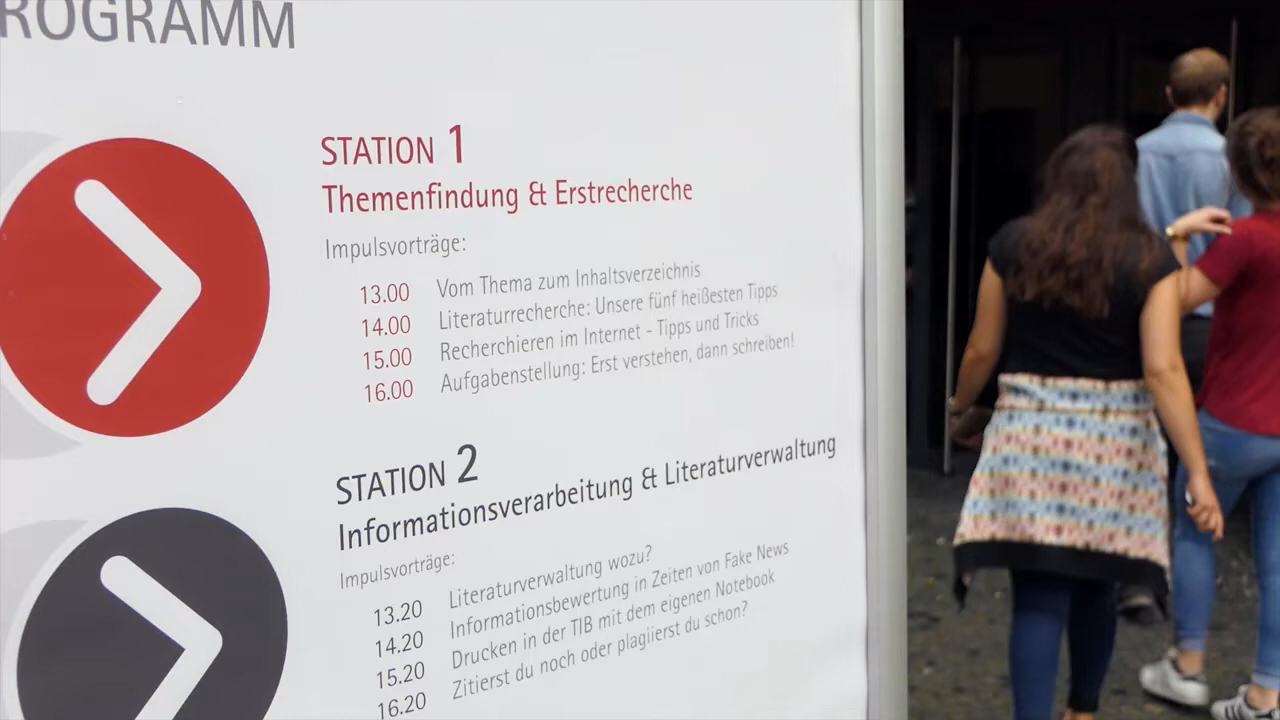 PROGRAMM
STATION 1
Themenfindung & Erstrecherche
Impulsvorträge:
13.00 Vom Thema zum Inhaltsverzeichnis
14.00 Literaturrecherche: Unsere fünf heißesten Tipps
15.00 Recherchieren im Internet - Tipps und Tricks
16.00 Aufgabenstellung: Erst verstehen, dann schreiben!
STATION 2
Informationsverarbeitung & Literaturverwaltung
Impulsvorträge:
13.20 Literaturverwaltung wozu?
14.20 Informationsbewertung in Zeiten von Fake News
15.20 Drucken in der TIB mit dem eigenen Notebook
16.20 Zitierst du noch oder plagiierst du schon?